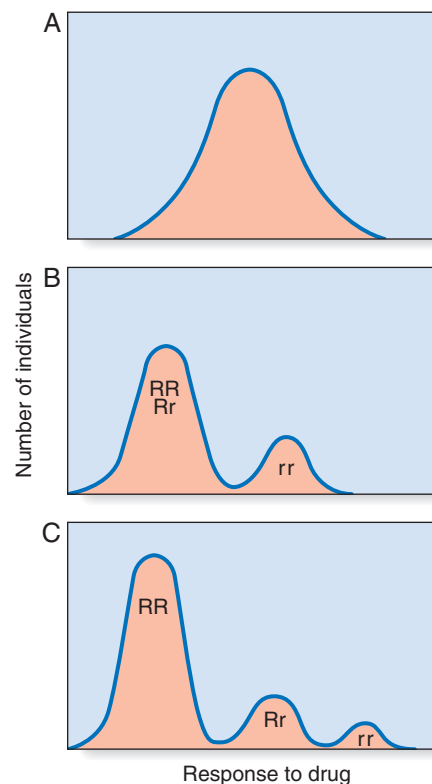 A
B
Number of individuals
RR
Rr
rr
C
RR
Rr
rr
Response to drug